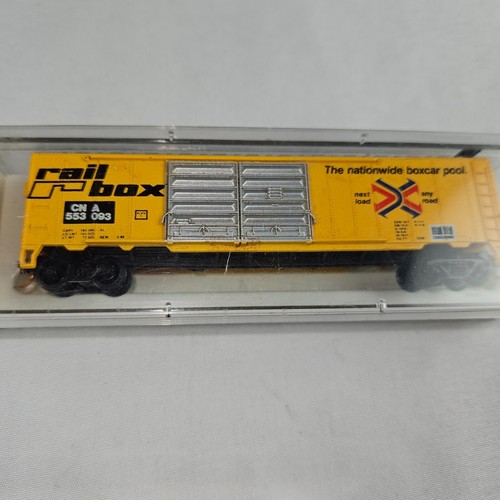 rail
box
CN A
553 093
The nationwide boxcar pool.
next any
load road